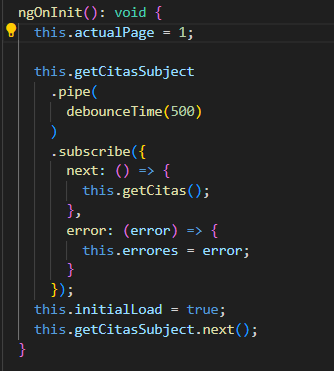 ngOnInit(): void {
this.actualPage = 1;
this.getCitasSubject
.pipe(
debounceTime(500)
)
.subscribe({
next: () => {
this.getCitas();
},
error: (error) => {
this.errores = error;
}
});
this.initialLoad = true;
this.getCitasSubject.next();
}